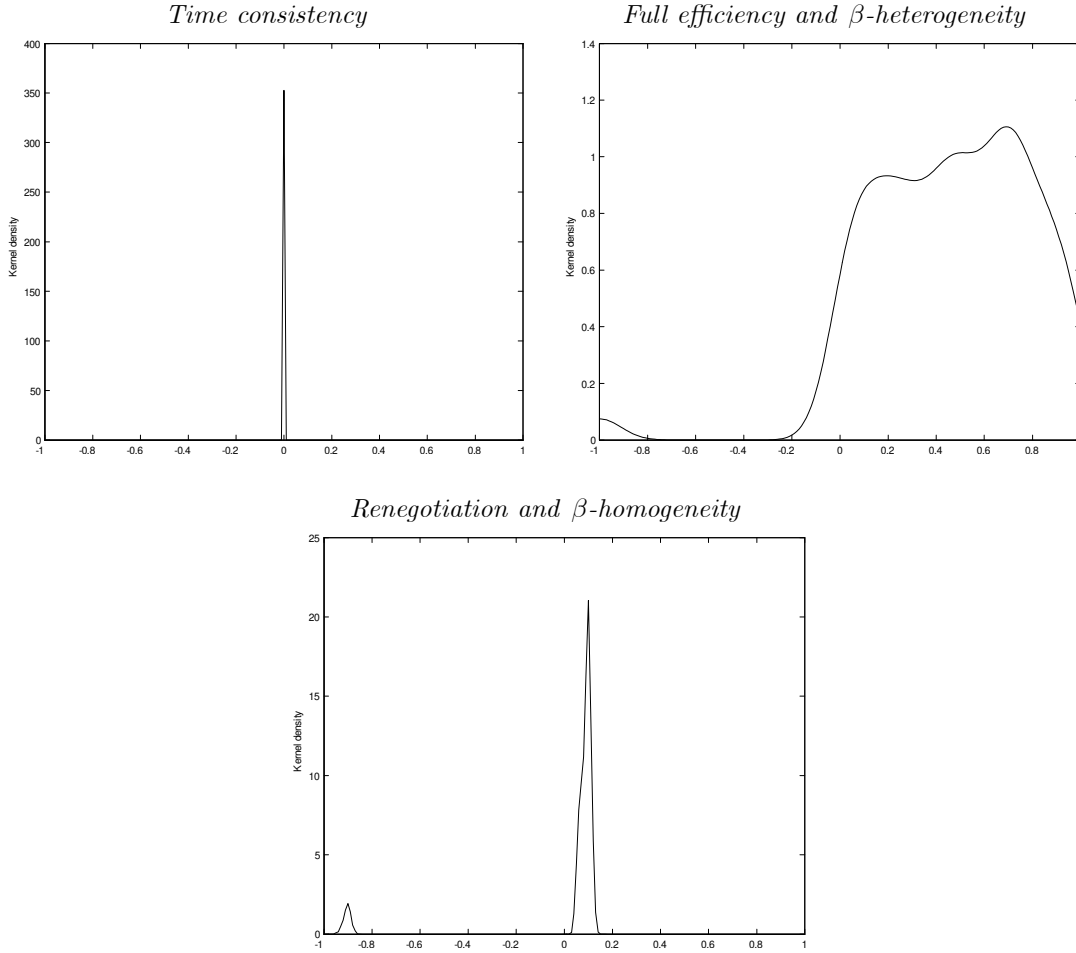 Time consistency
400
350
300
250
200
150
100
50
0
Kernel density
-1 -0.8 -0.6 -0.4 -0.2 0 0.2 0.4 0.6 0.8 1
Full efficiency and β-heterogeneity
1.4
1.2
1
0.8
0.6
0.4
0.2
0
Kernel density
-1 -0.8 -0.6 -0.4 -0.2 0 0.2 0.4 0.6 0.8
Renegotiation and β-homogeneity
25
20
15
10
5
0
Kernel density
-1 -0.8 -0.6 -0.4 -0.2 0 0.2 0.4 0.6 0.8 1